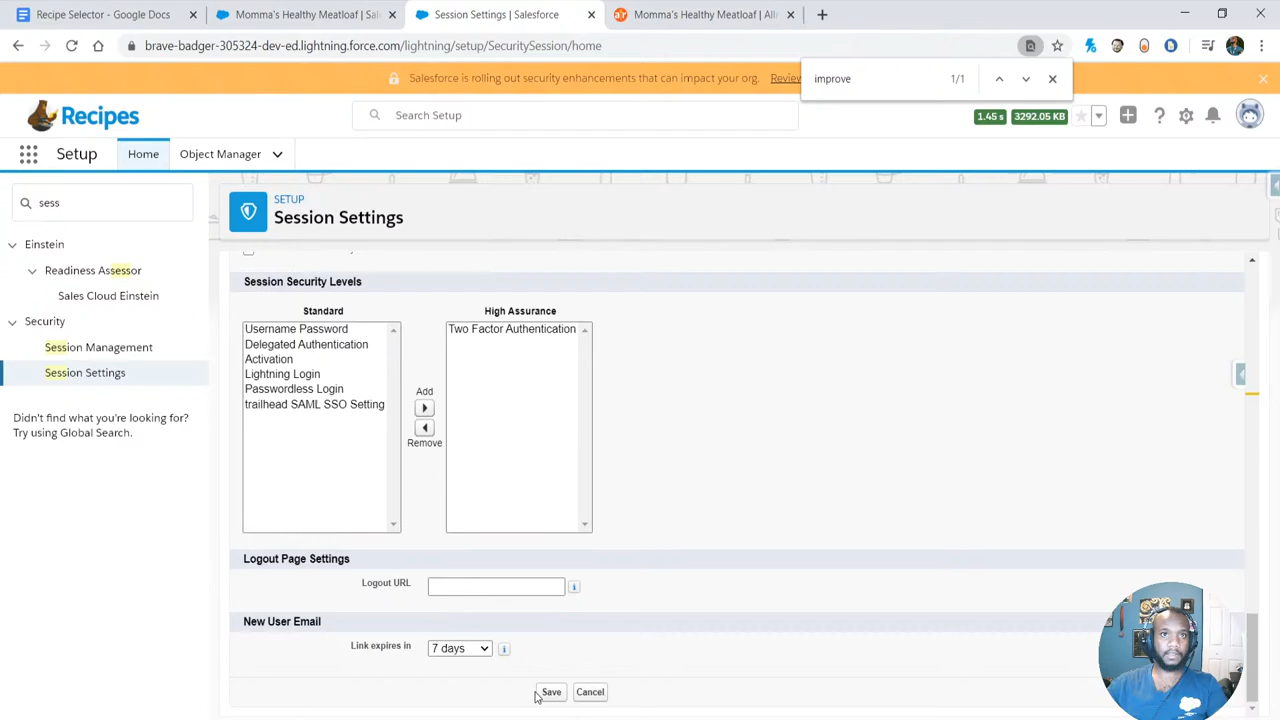 Recipe Selector - Google Docs
Momma's Healthy Meatloaf | Sal
Session Settings | Salesforce
Momma's Healthy Meatloaf | Allr
brave-badger-305324-dev-ed.lightning.force.com/lightning/setup/SecuritySession/home
improve 1/1
Salesforce is rolling out security enhancements that can impact your org. Review
Recipes
Search Setup
1.45 s 3292.05 KB
Setup
Home
Object Manager
sess
SETUP
Session Settings
Einstein
Readiness Assessor
Sales Cloud Einstein
Security
Session Management
Session Settings
Didn't find what you're looking for?
Try using Global Search.
Session Security Levels
Standard
High Assurance
Username Password
Delegated Authentication
Activation
Lightning Login
Passwordless Login
trailhead SAML SSO Setting
Add
Remove
Two Factor Authentication
Logout Page Settings
Logout URL
New User Email
Link expires in
7 days
Save
Cancel